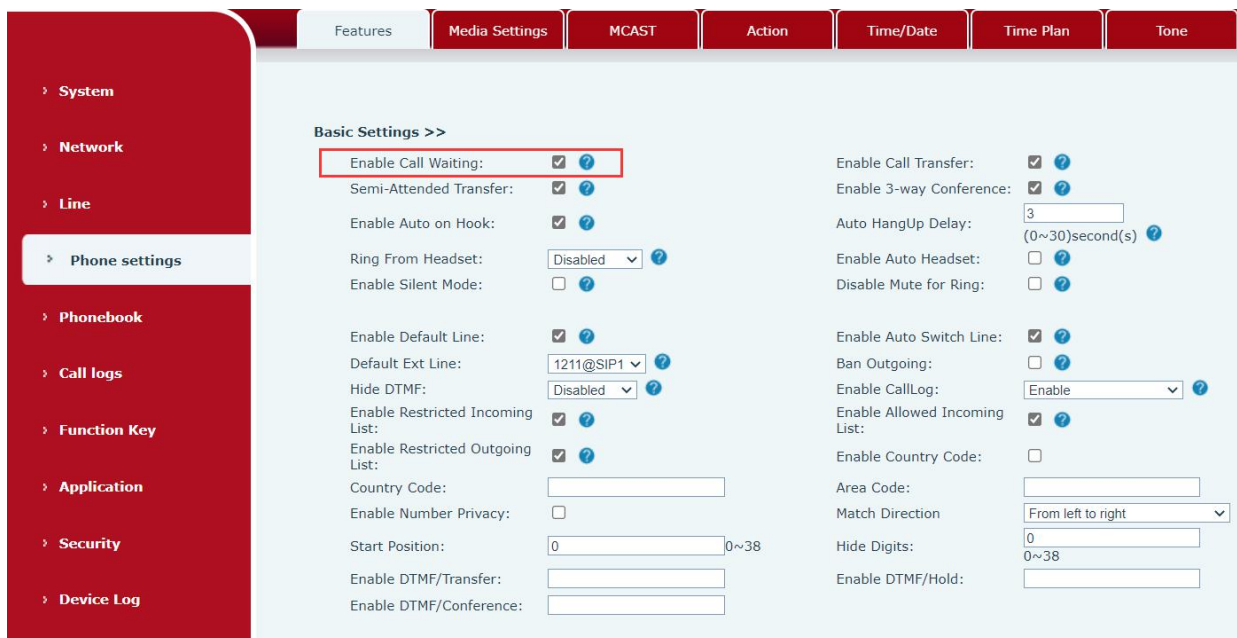 Features Media Settings MCAST Action Time/Date Time Plan Tone
System
Network
Line
Phone settings
Phonebook
Call logs
Function Key
Application
Security
Device Log
Basic Settings >>
Enable Call Waiting: ? Enable Call Transfer: ?
Semi-Attended Transfer: ? Enable 3-way Conference: ?
Enable Auto on Hook: ? Auto HangUp Delay: 3
(0~30)second(s) ?
Ring From Headset: Disabled ? Enable Auto Headset: ?
Enable Silent Mode: ? Disable Mute for Ring: ?
Enable Default Line: ? Enable Auto Switch Line: ?
Default Ext Line: 1211@SIP1 ? Ban Outgoing: ?
Hide DTMF: Disabled ? Enable CallLog: Enable ?
Enable Restricted Incoming
List: ? Enable Allowed Incoming
List: ?
Enable Restricted Outgoing
List: ? Enable Country Code:
Country Code: Area Code:
Enable Number Privacy: Match Direction From left to right
Start Position: 0 0~38 Hide Digits: 0
0~38
Enable DTMF/Transfer: Enable DTMF/Hold:
Enable DTMF/Conference: